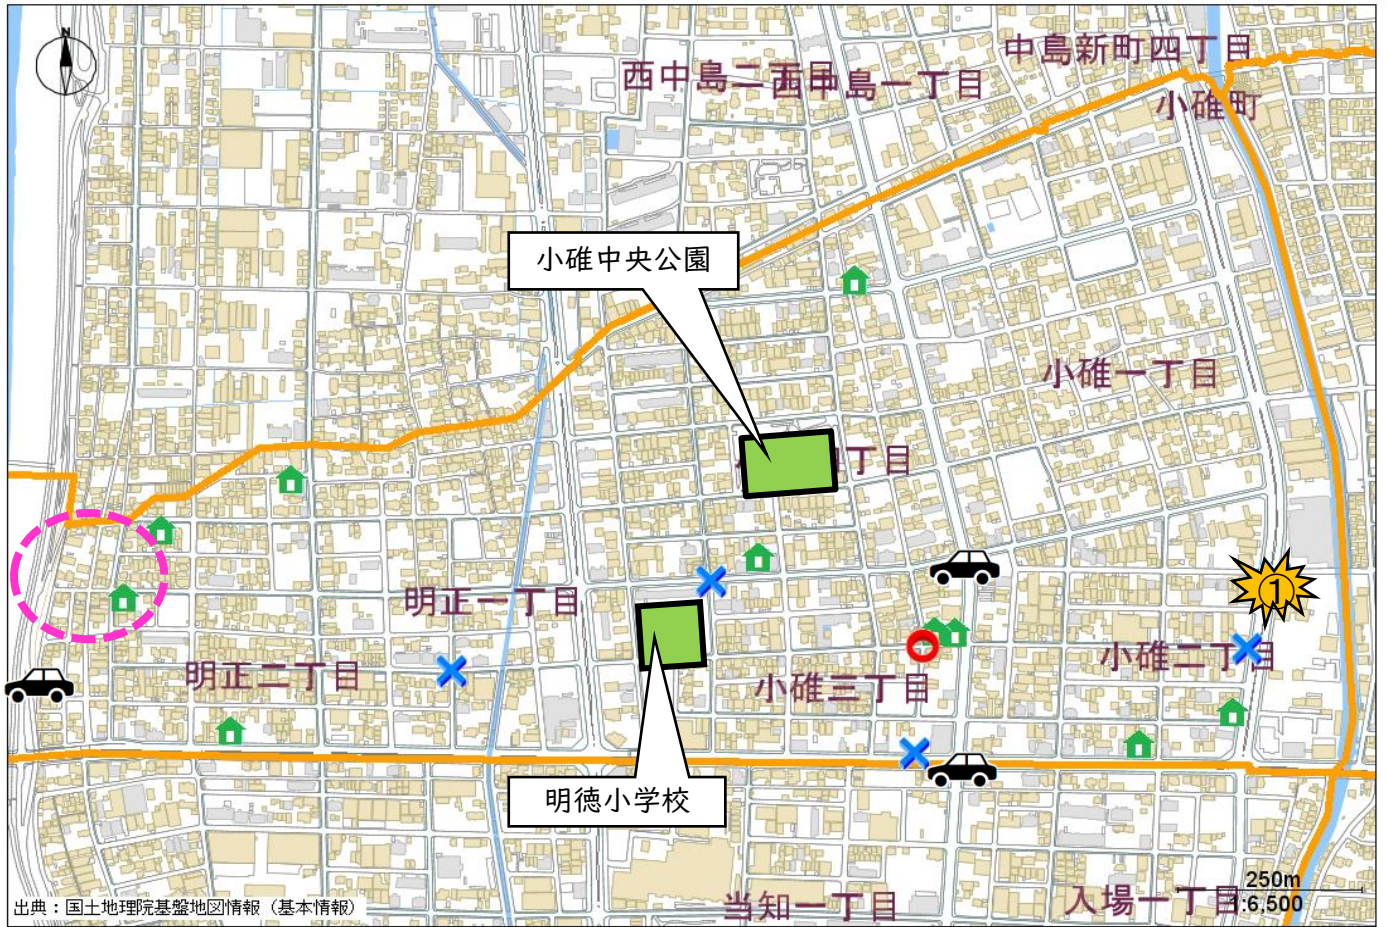 N
中島新町四丁目
西中島二丁目
西中島一丁目
小碓町
小碓中央公園
小碓一丁目
丁目
①
明正一丁目
小碓二丁目
明正二丁目
小碓三丁目
明徳小学校
250m
1:6,500
当知一丁目
入場一丁目
出典：国土地理院基盤地図情報（基本情報）